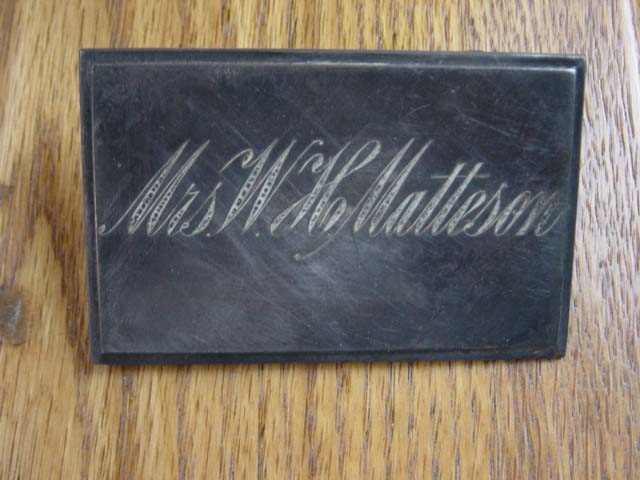 Mrs. W. H. Matteson